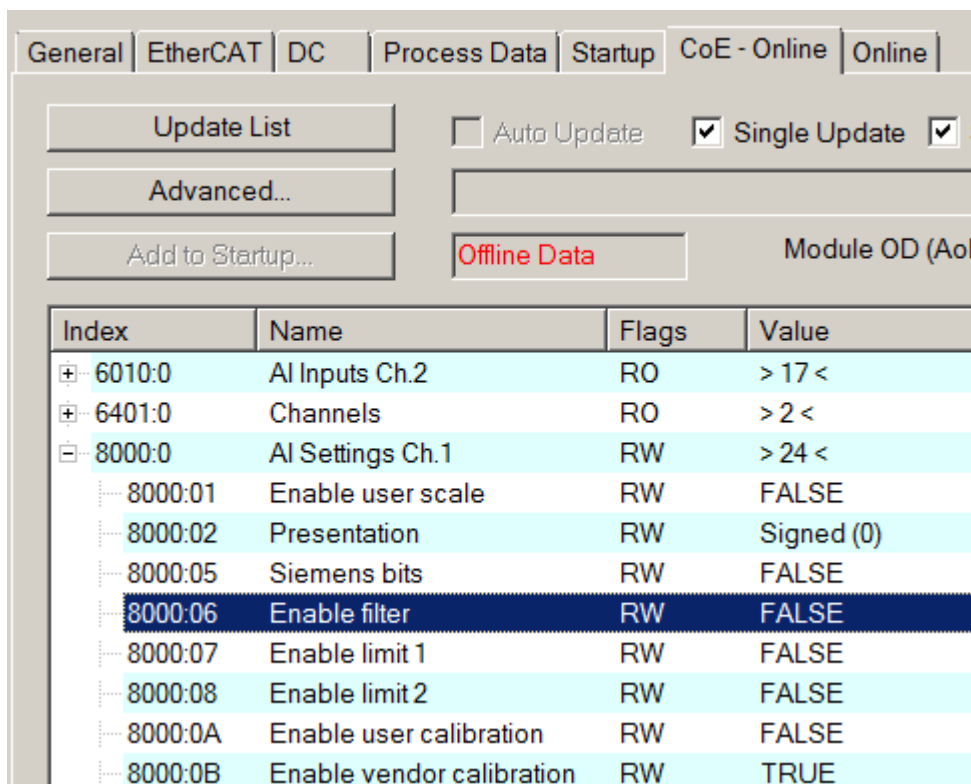 General EtherCAT DC Process Data Startup CoE - Online Online
Update List Auto Update Single Update
Advanced...
Add to Startup... Offline Data Module OD (AoE
Index Name Flags Value
6010:0 AI Inputs Ch.2 RO > 17 <
6401:0 Channels RO > 2 <
8000:0 AI Settings Ch.1 RW > 24 <
8000:01 Enable user scale RW FALSE
8000:02 Presentation RW Signed (0)
8000:05 Siemens bits RW FALSE
8000:06 Enable filter RW FALSE
8000:07 Enable limit 1 RW FALSE
8000:08 Enable limit 2 RW FALSE
8000:0A Enable user calibration RW FALSE
8000:0B Enable vendor calibration RW TRUE